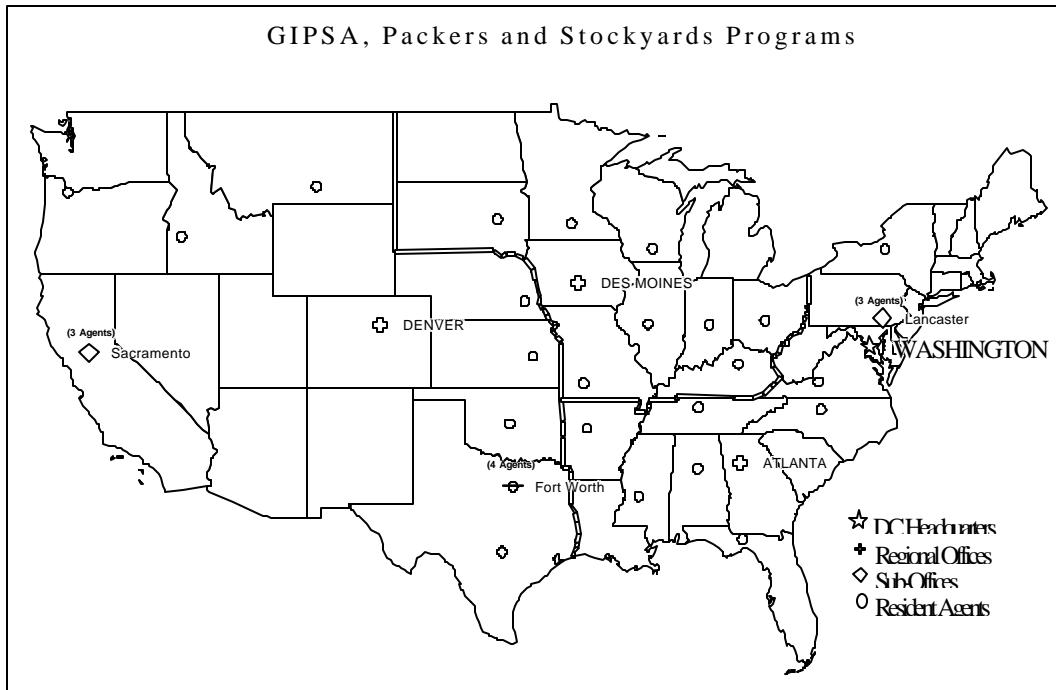 GIPSA, Packers and Stockyards Programs
DES MOINES
(3 Agents)
Lancaster
(3 Agents)
Sacramento
DENVER
WASHINGTON
(4 Agents)
Fort Worth
ATLANTA
DC Headquarters
Regional Offices
Sub-Offices
Resident Agents